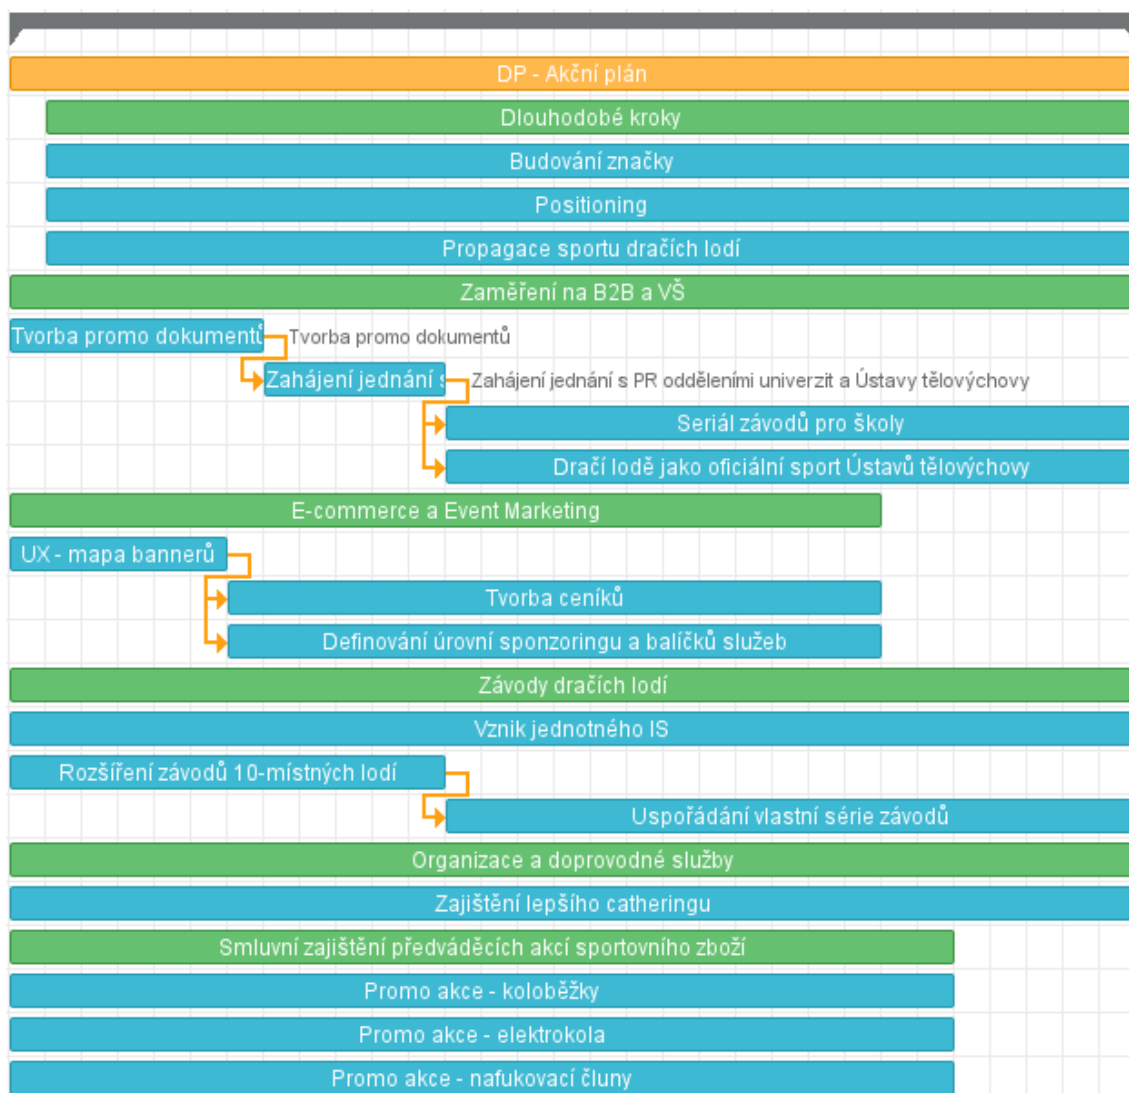 DP - Akční plán
Dlouhodobé kroky
Budování značky
Positioning
Propagace sportu dračích lodí
Zaměření na B2B a VŠ
Tvorba promo dokumentů Tvorba promo dokumentů
Zahájení jednání s Zahájení jednání s PR odděleními univerzit a Ústavy tělovýchovy
Seriál závodů pro školy
Dračí lodě jako oficiální sport Ústavů tělovýchovy
E-commerce a Event Marketing
UX - mapa bannerů
Tvorba ceníků
Definování úrovní sponzoringu a balíčků služeb
Závody dračích lodí
Vznik jednotného IS
Rozšíření závodů 10-místných lodí
Uspořádání vlastní série závodů
Organizace a doprovodné služby
Zajištění lepšího catheringu
Smluvní zajištění předváděcích akcí sportovního zboží
Promo akce - koloběžky
Promo akce - elektrokola
Promo akce - nafukovací čluny